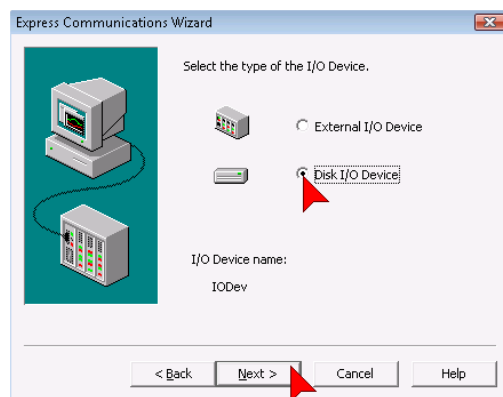 Express Communications Wizard
Select the type of the I/O Device.
External I/O Device
Disk I/O Device
I/O Device name:
IODev
< Back Next > Cancel Help